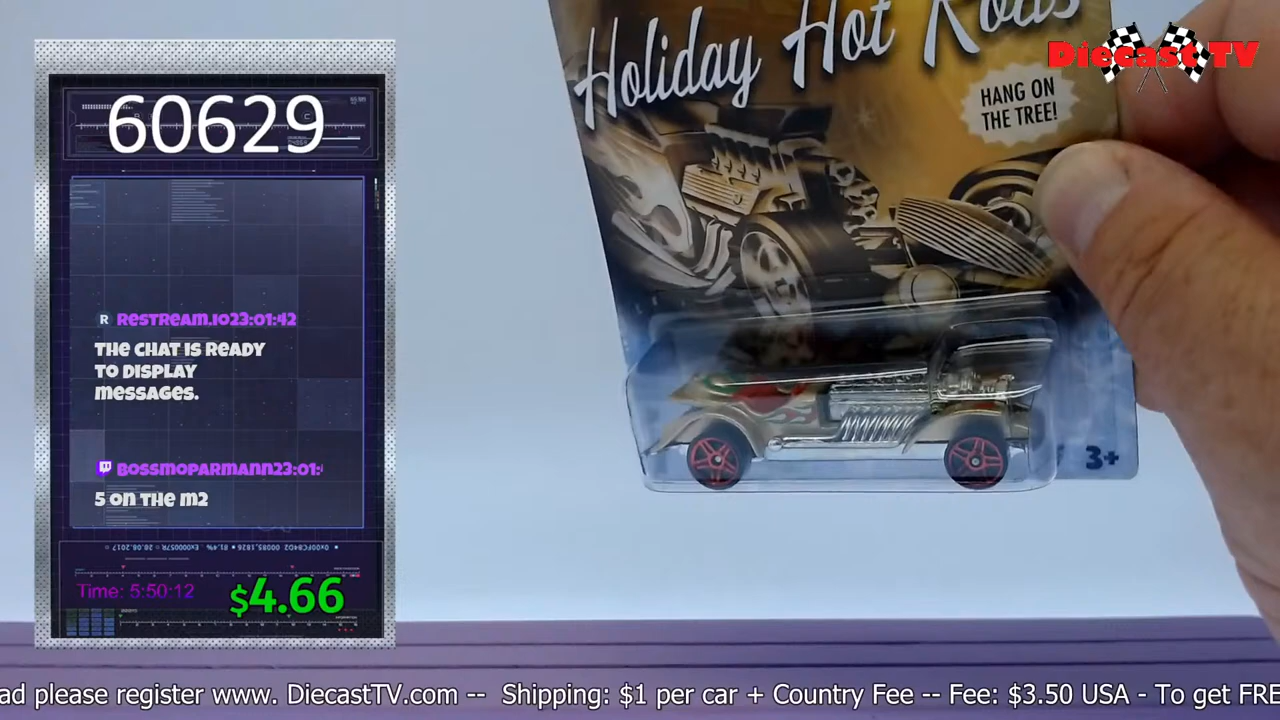 60629
R Restream.io23:01:42
The chat is ready
to display
messages.
Bossmoparmann23:01:
5 on the m2
Time: 5:50:12
$4.66
Holiday Hot Rods
HANG ON
THE TREE!
Diecast TV
3+
ad please register www. DiecastTV.com -- Shipping: $1 per car + Country Fee -- Fee: $3.50 USA - To get FRE